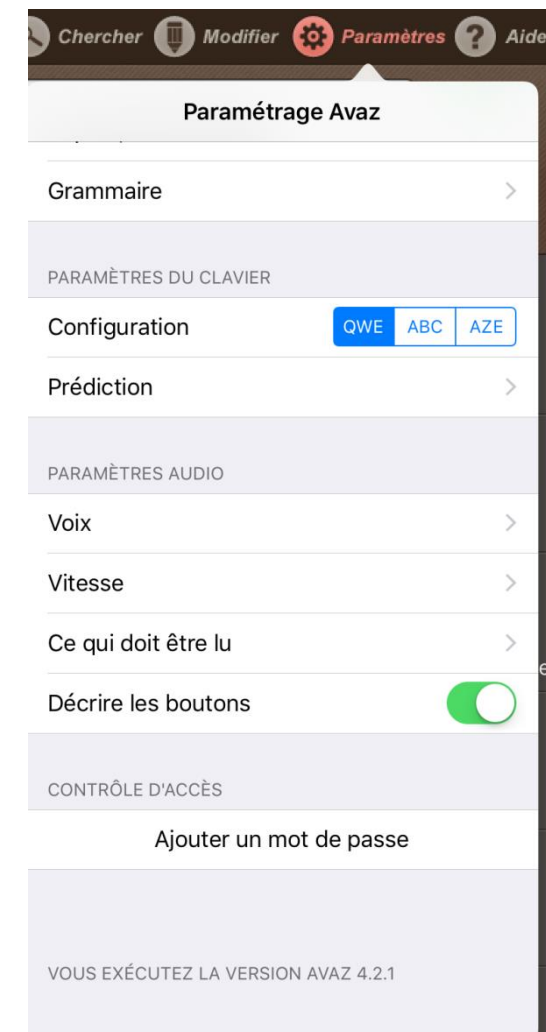 Chercher Modifier Paramètres Aide
Paramétrage Avaz
Grammaire
PARAMÈTRES DU CLAVIER
Configuration QWE ABC AZE
Prédiction
PARAMÈTRES AUDIO
Voix
Vitesse
Ce qui doit être lu
Décrire les boutons
CONTRÔLE D'ACCÈS
Ajouter un mot de passe
VOUS EXÉCUTEZ LA VERSION AVAZ 4.2.1